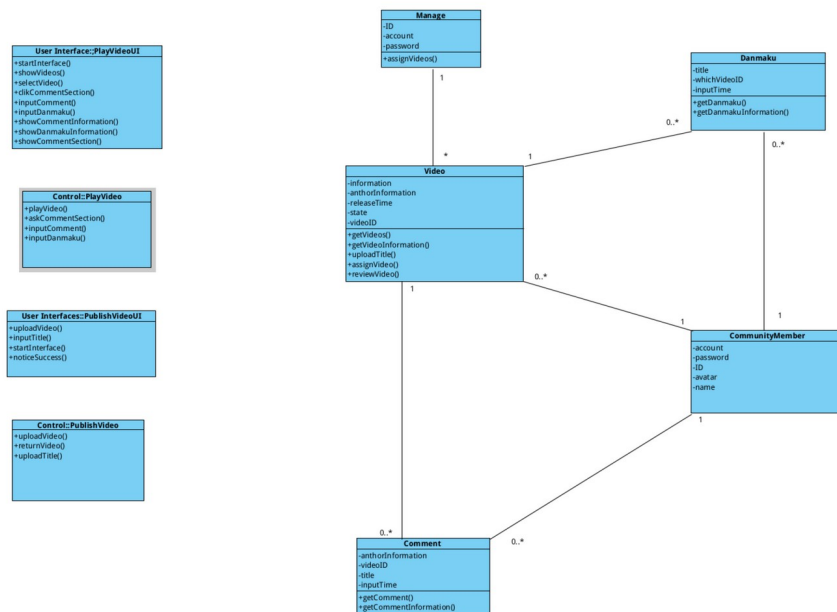 Manage
-ID
-account
-password
+assignVideos()
1
*
User Interface:;PlayVideoUI
+startInterface()
+showVideos()
+selectVideo()
+clikCommentSection()
+inputComment()
+inputDanmaku()
+showCommentInformation()
+showDanmakuInformation()
+showCommentSection()
Danmaku
-title
-whichVideoID
-inputTime
+getDanmaku()
+getDanmakuInformation()
0..*
1
0..*
1
Video
-information
-anthorInformation
-releaseTime
-state
-videoID
+getVideos()
+getVideoInformation()
+uploadTitle()
+assignVideo()
+reviewVideo()
0..*
1
1
Control::PlayVideo
+playVideo()
+askCommentSection()
+inputComment()
+inputDanmaku()
User Interfaces::PublishVideoUI
+uploadVideo()
+inputTitle()
+startInterface()
+noticeSuccess()
CommunityMember
-account
-password
-ID
-avatar
-name
1
Control::PublishVideo
+uploadVideo()
+returnVideo()
+uploadTitle()
0..*
0..*
Comment
-anthorInformation
-videoID
-title
-inputTime
+getComment()
+getCommentInformation()